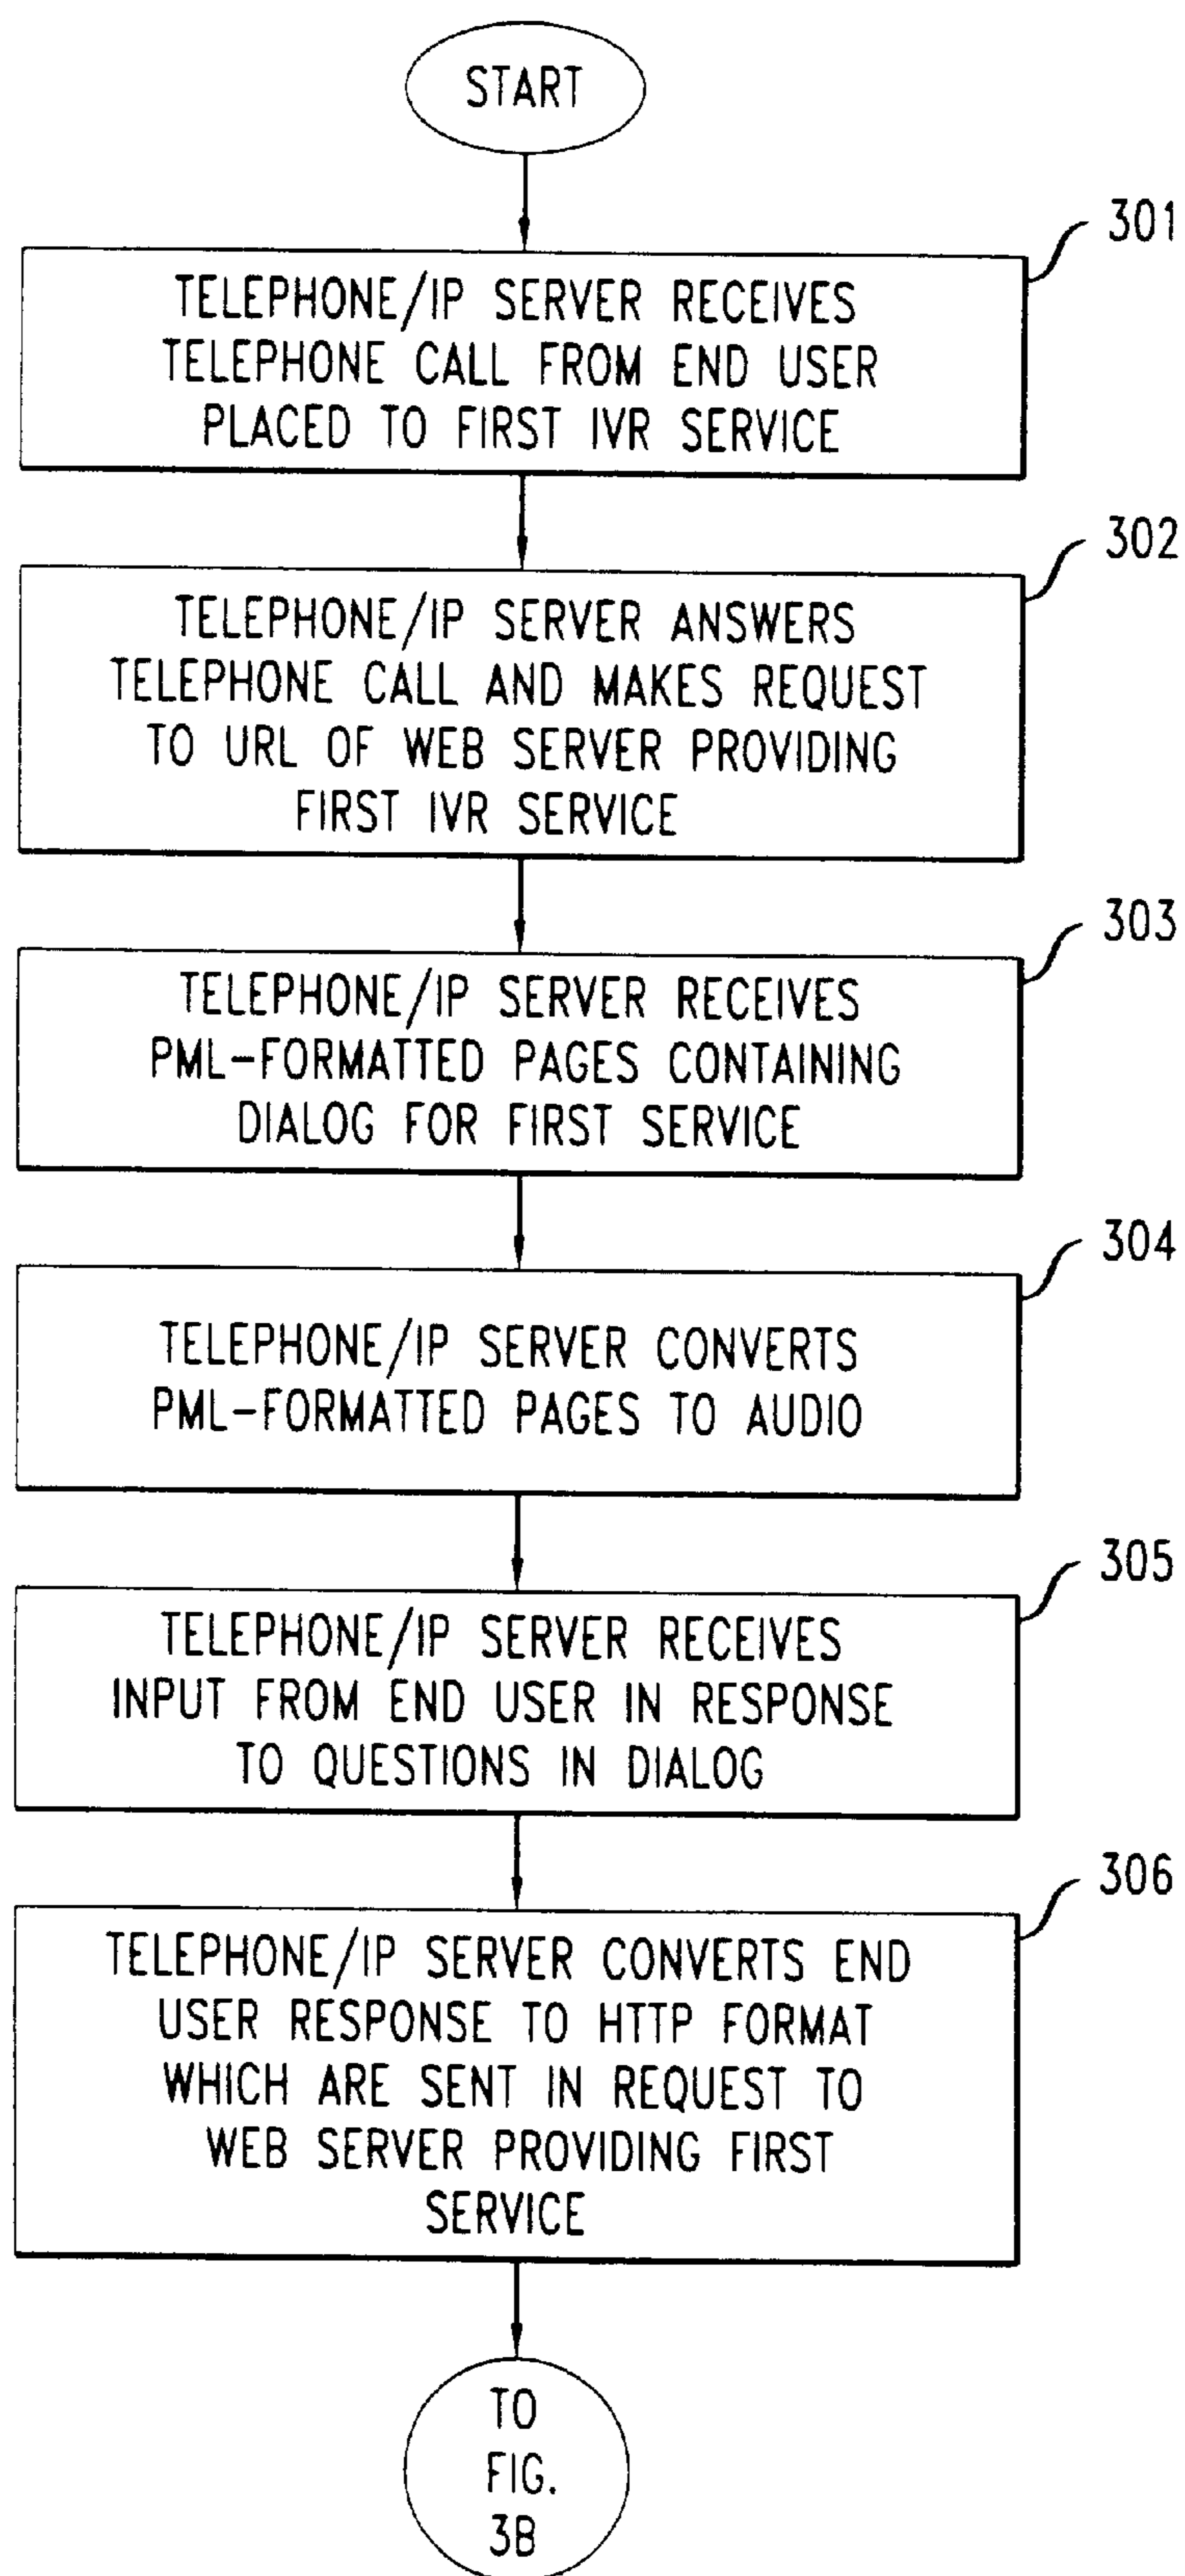 START
301
TELEPHONE/IP SERVER RECEIVES
TELEPHONE CALL FROM END USER
PLACED TO FIRST IVR SERVICE
302
TELEPHONE/IP SERVER ANSWERS
TELEPHONE CALL AND MAKES REQUEST
TO URL OF WEB SERVER PROVIDING
FIRST IVR SERVICE
303
TELEPHONE/IP SERVER RECEIVES
PML-FORMATTED PAGES CONTAINING
DIALOG FOR FIRST SERVICE
304
TELEPHONE/IP SERVER CONVERTS
PML-FORMATTED PAGES TO AUDIO
305
TELEPHONE/IP SERVER RECEIVES
INPUT FROM END USER IN RESPONSE
TO QUESTIONS IN DIALOG
306
TELEPHONE/IP SERVER CONVERTS END
USER RESPONSE TO HTTP FORMAT
WHICH ARE SENT IN REQUEST TO
WEB SERVER PROVIDING FIRST
SERVICE
TO
FIG.
3B